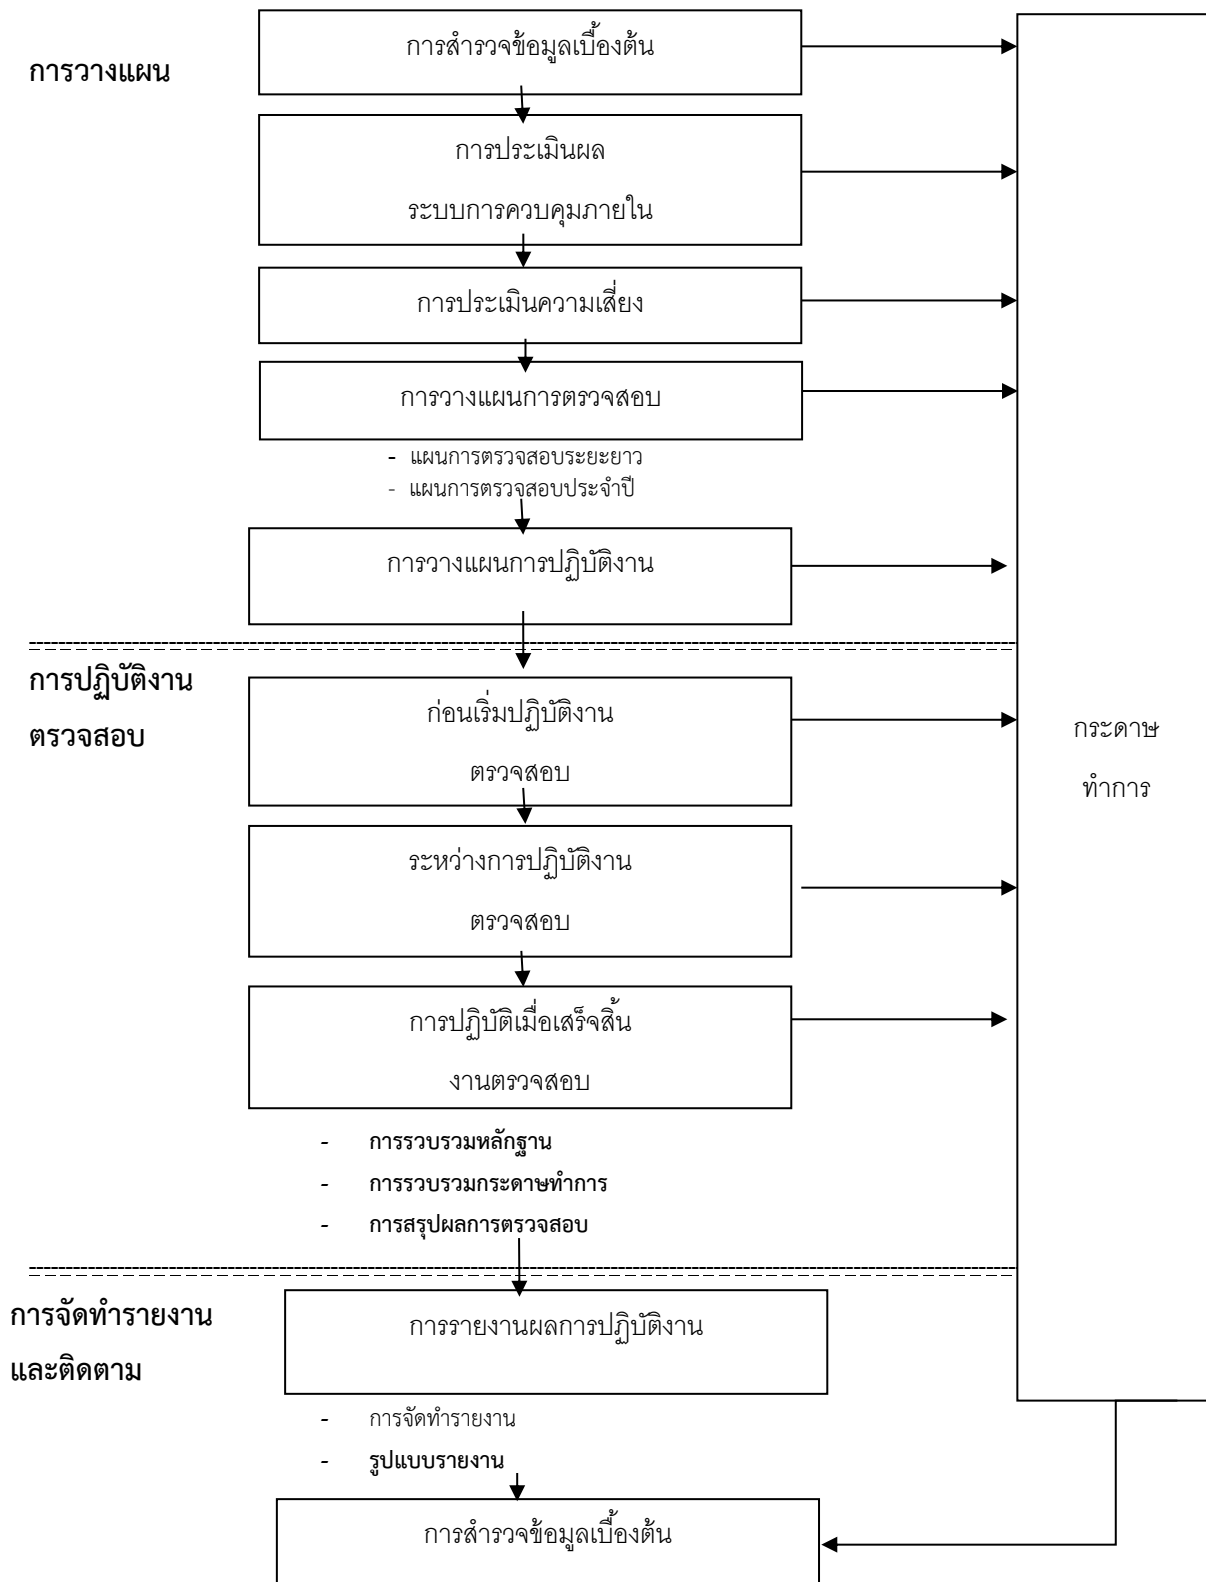 การสำรวจข้อมูลเบื้องต้น
การวางแผน
การประเมินผล
ระบบการควบคุมภายใน
การประเมินความเสี่ยง
การวางแผนการตรวจสอบ
- แผนการตรวจสอบระยะยาว
- แผนการตรวจสอบประจำปี
การวางแผนการปฏิบัติงาน
การปฏิบัติงาน
ตรวจสอบ
ก่อนเริ่มปฏิบัติงาน
ตรวจสอบ
กระดาษ
ทำการ
ระหว่างการปฏิบัติงาน
ตรวจสอบ
การปฏิบัติเมื่อเสร็จสิ้น
งานตรวจสอบ
- การรวบรวมหลักฐาน
- การรวบรวมกระดาษทำการ
- การสรุปผลการตรวจสอบ
การจัดทำรายงาน
และติดตาม
การรายงานผลการปฏิบัติงาน
- การจัดทำรายงาน
- รูปแบบรายงาน
การสำรวจข้อมูลเบื้องต้น